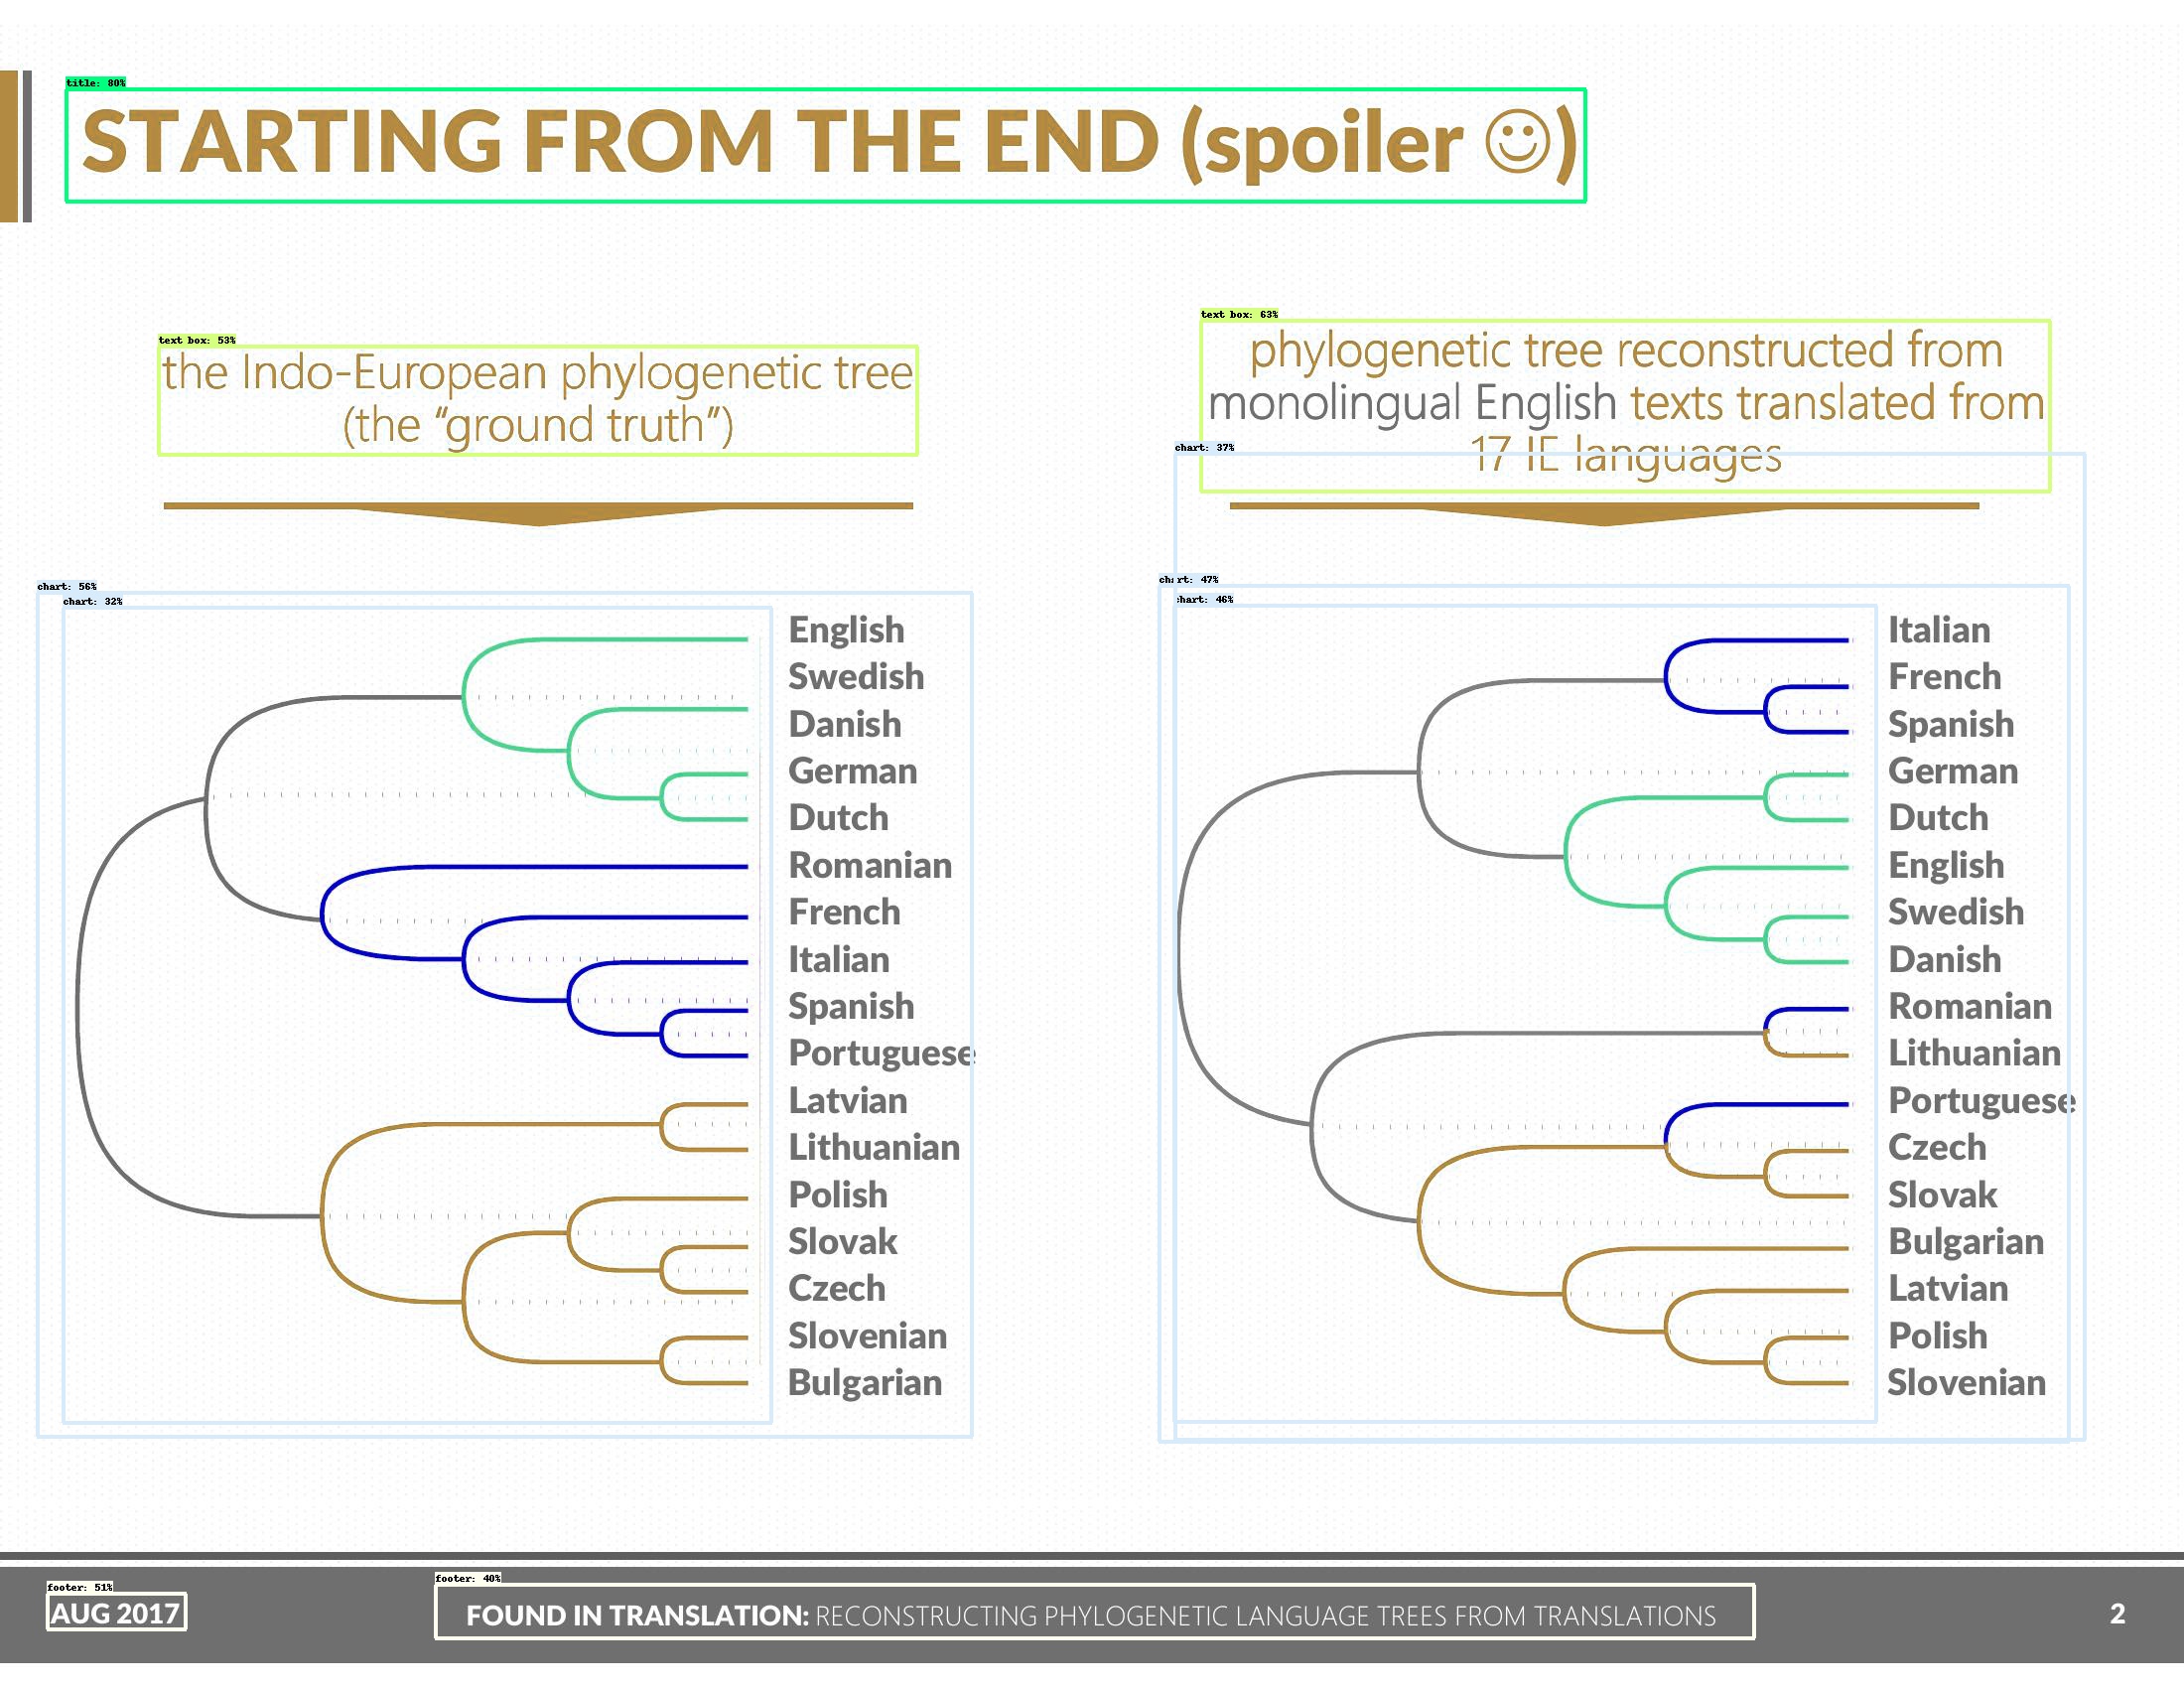 title: 80%
STARTING FROM THE END (spoiler ☺)
text box: 53%
the Indo-European phylogenetic tree
(the “ground truth”)
text box: 63%
phylogenetic tree reconstructed from
monolingual English texts translated from
chart: 37%
17 IE languages
chart: 56%
chart: 32%
English
Swedish
Danish
German
Dutch
Romanian
French
Italian
Spanish
Portuguese
Latvian
Lithuanian
Polish
Slovak
Czech
Slovenian
Bulgarian
chart: 47%
chart: 46%
Italian
French
Spanish
German
Dutch
English
Swedish
Danish
Romanian
Lithuanian
Portuguese
Czech
Slovak
Bulgarian
Latvian
Polish
Slovenian
footer: 51%
AUG 2017
footer: 40%
FOUND IN TRANSLATION: RECONSTRUCTING PHYLOGENETIC LANGUAGE TREES FROM TRANSLATIONS
2